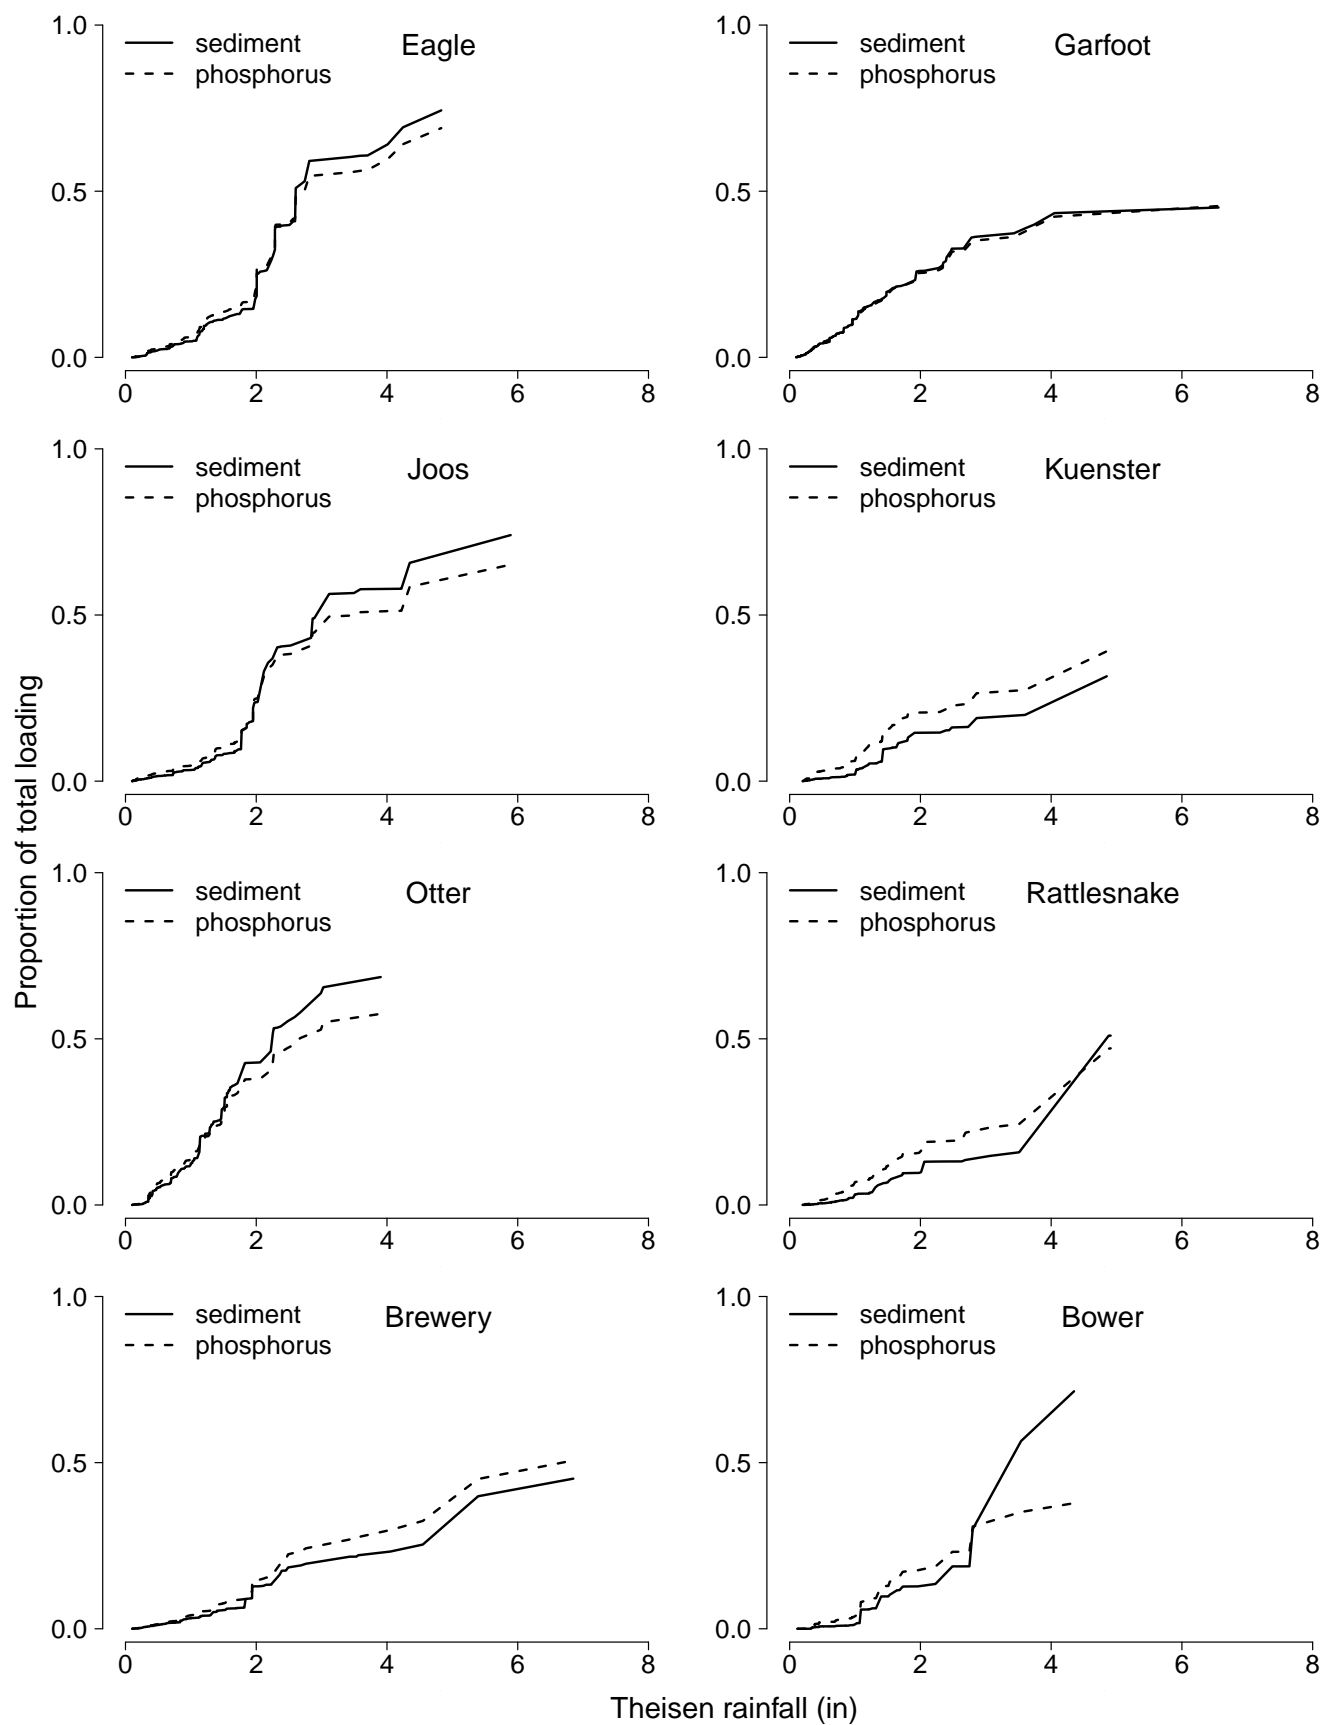 Proportion of total loading
1.0
sediment
Eagle
phosphorus
0.5
0.0
0 2 4 6 8
1.0
sediment
Garfoot
phosphorus
0.5
0.0
0 2 4 6 8
1.0
sediment
Joos
phosphorus
0.5
0.0
0 2 4 6 8
1.0
sediment
Kuenster
phosphorus
0.5
0.0
0 2 4 6 8
1.0
sediment
Otter
phosphorus
0.5
0.0
0 2 4 6 8
1.0
sediment
Rattlesnake
phosphorus
0.5
0.0
0 2 4 6 8
1.0
sediment
Brewery
phosphorus
0.5
0.0
0 2 4 6 8
1.0
sediment
Bower
phosphorus
0.5
0.0
0 2 4 6 8
Theisen rainfall (in)